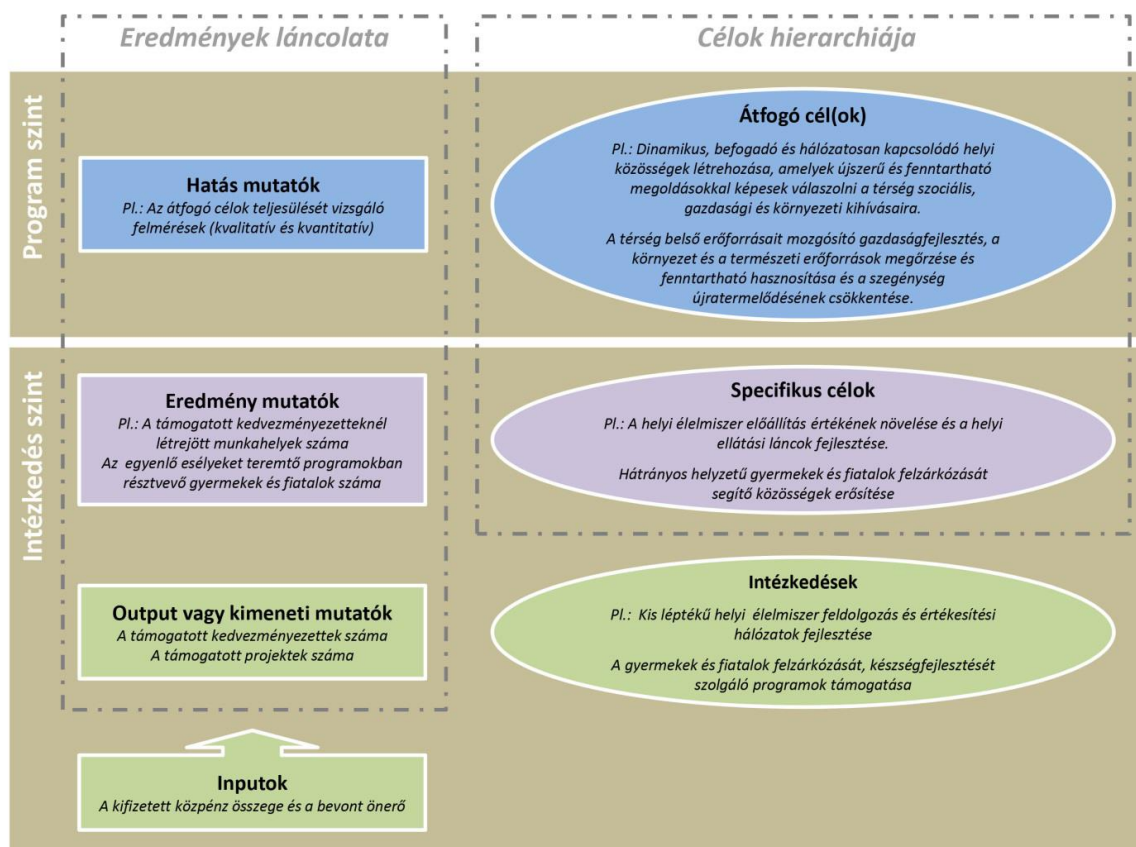 Eredmények láncolata
Célok hierarchiája
Program szint
Hatás mutatók
Pl.: Az átfogó célok teljesülését vizsgáló
felmérések (kvalitatív és kvantitatív)
Átfogó cél(ok)
Pl.: Dinamikus, befogadó és hálózatosan kapcsolódó helyi
közösségek létrehozása, amelyek újszerű és fenntartható
megoldásokkal képesek válaszolni a térség szociális,
gazdasági és környezeti kihívásaira.
A térség belső erőforrásait mozgósító gazdaságfejlesztés, a
környezet és a természeti erőforrások megőrzése és
fenntartható hasznosítása és a szegénység
újratermelődésének csökkentése.
Intézkedés szint
Eredmény mutatók
Pl.: A támogatott kedvezményezetteknél
létrejött munkahelyek száma
Az egyenlő esélyeket teremtő programokban
résztvevő gyermekek és fiatalok száma
Specifikus célok
Pl.: A helyi élelmiszer előállítás értékének növelése és a helyi
ellátási láncok fejlesztése.
Hátrányos helyzetű gyermekek és fiatalok felzárkózását
segítő közösségek erősítése
Output vagy kimeneti mutatók
A támogatott kedvezményezettek száma
A támogatott projektek száma
Intézkedések
Pl.: Kis léptékű helyi élelmiszer feldolgozás és értékesítési
hálózatok fejlesztése
A gyermekek és fiatalok felzárkózását, készségfejlesztését
szolgáló programok támogatása
Inputok
A kifizetett közpénz összege és a bevont önerő